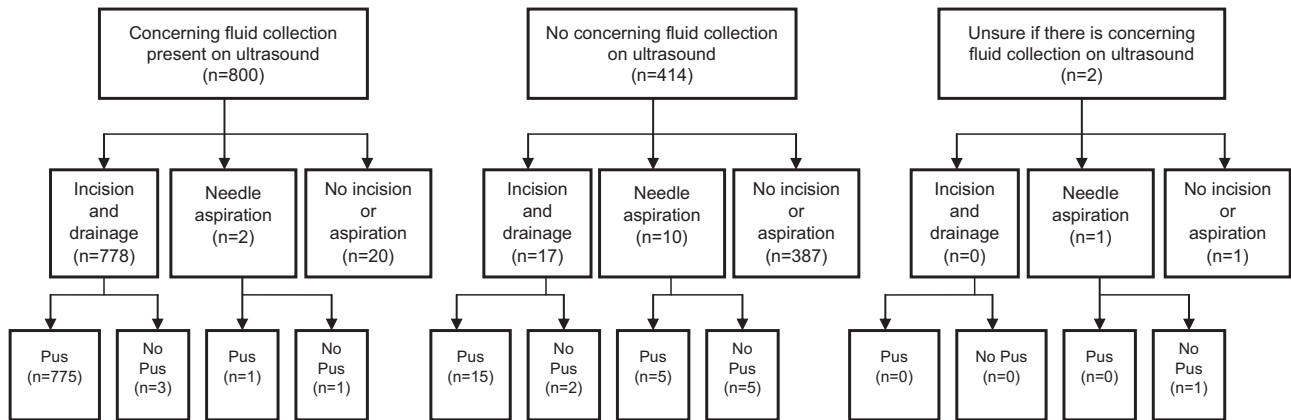 Concerning fluid collection
present on ultrasound
(n=800)
No concerning fluid collection
on ultrasound
(n=414)
Unsure if there is concerning
fluid collection on ultrasound
(n=2)
Incision
and
drainage
(n=778)
Needle
aspiration
(n=2)
No incision
or
aspiration
(n=20)
Incision
and
drainage
(n=17)
Needle
aspiration
(n=10)
No incision
or
aspiration
(n=387)
Incision
and
drainage
(n=0)
Needle
aspiration
(n=1)
No incision
or aspiration
(n=1)
Pus
(n=775)
No
Pus
(n=3)
Pus
(n=1)
No
Pus
(n=1)
Pus
(n=15)
No
Pus
(n=2)
Pus
(n=5)
No
Pus
(n=5)
Pus
(n=0)
No Pus
(n=0)
Pus
(n=0)
No
Pus
(n=1)